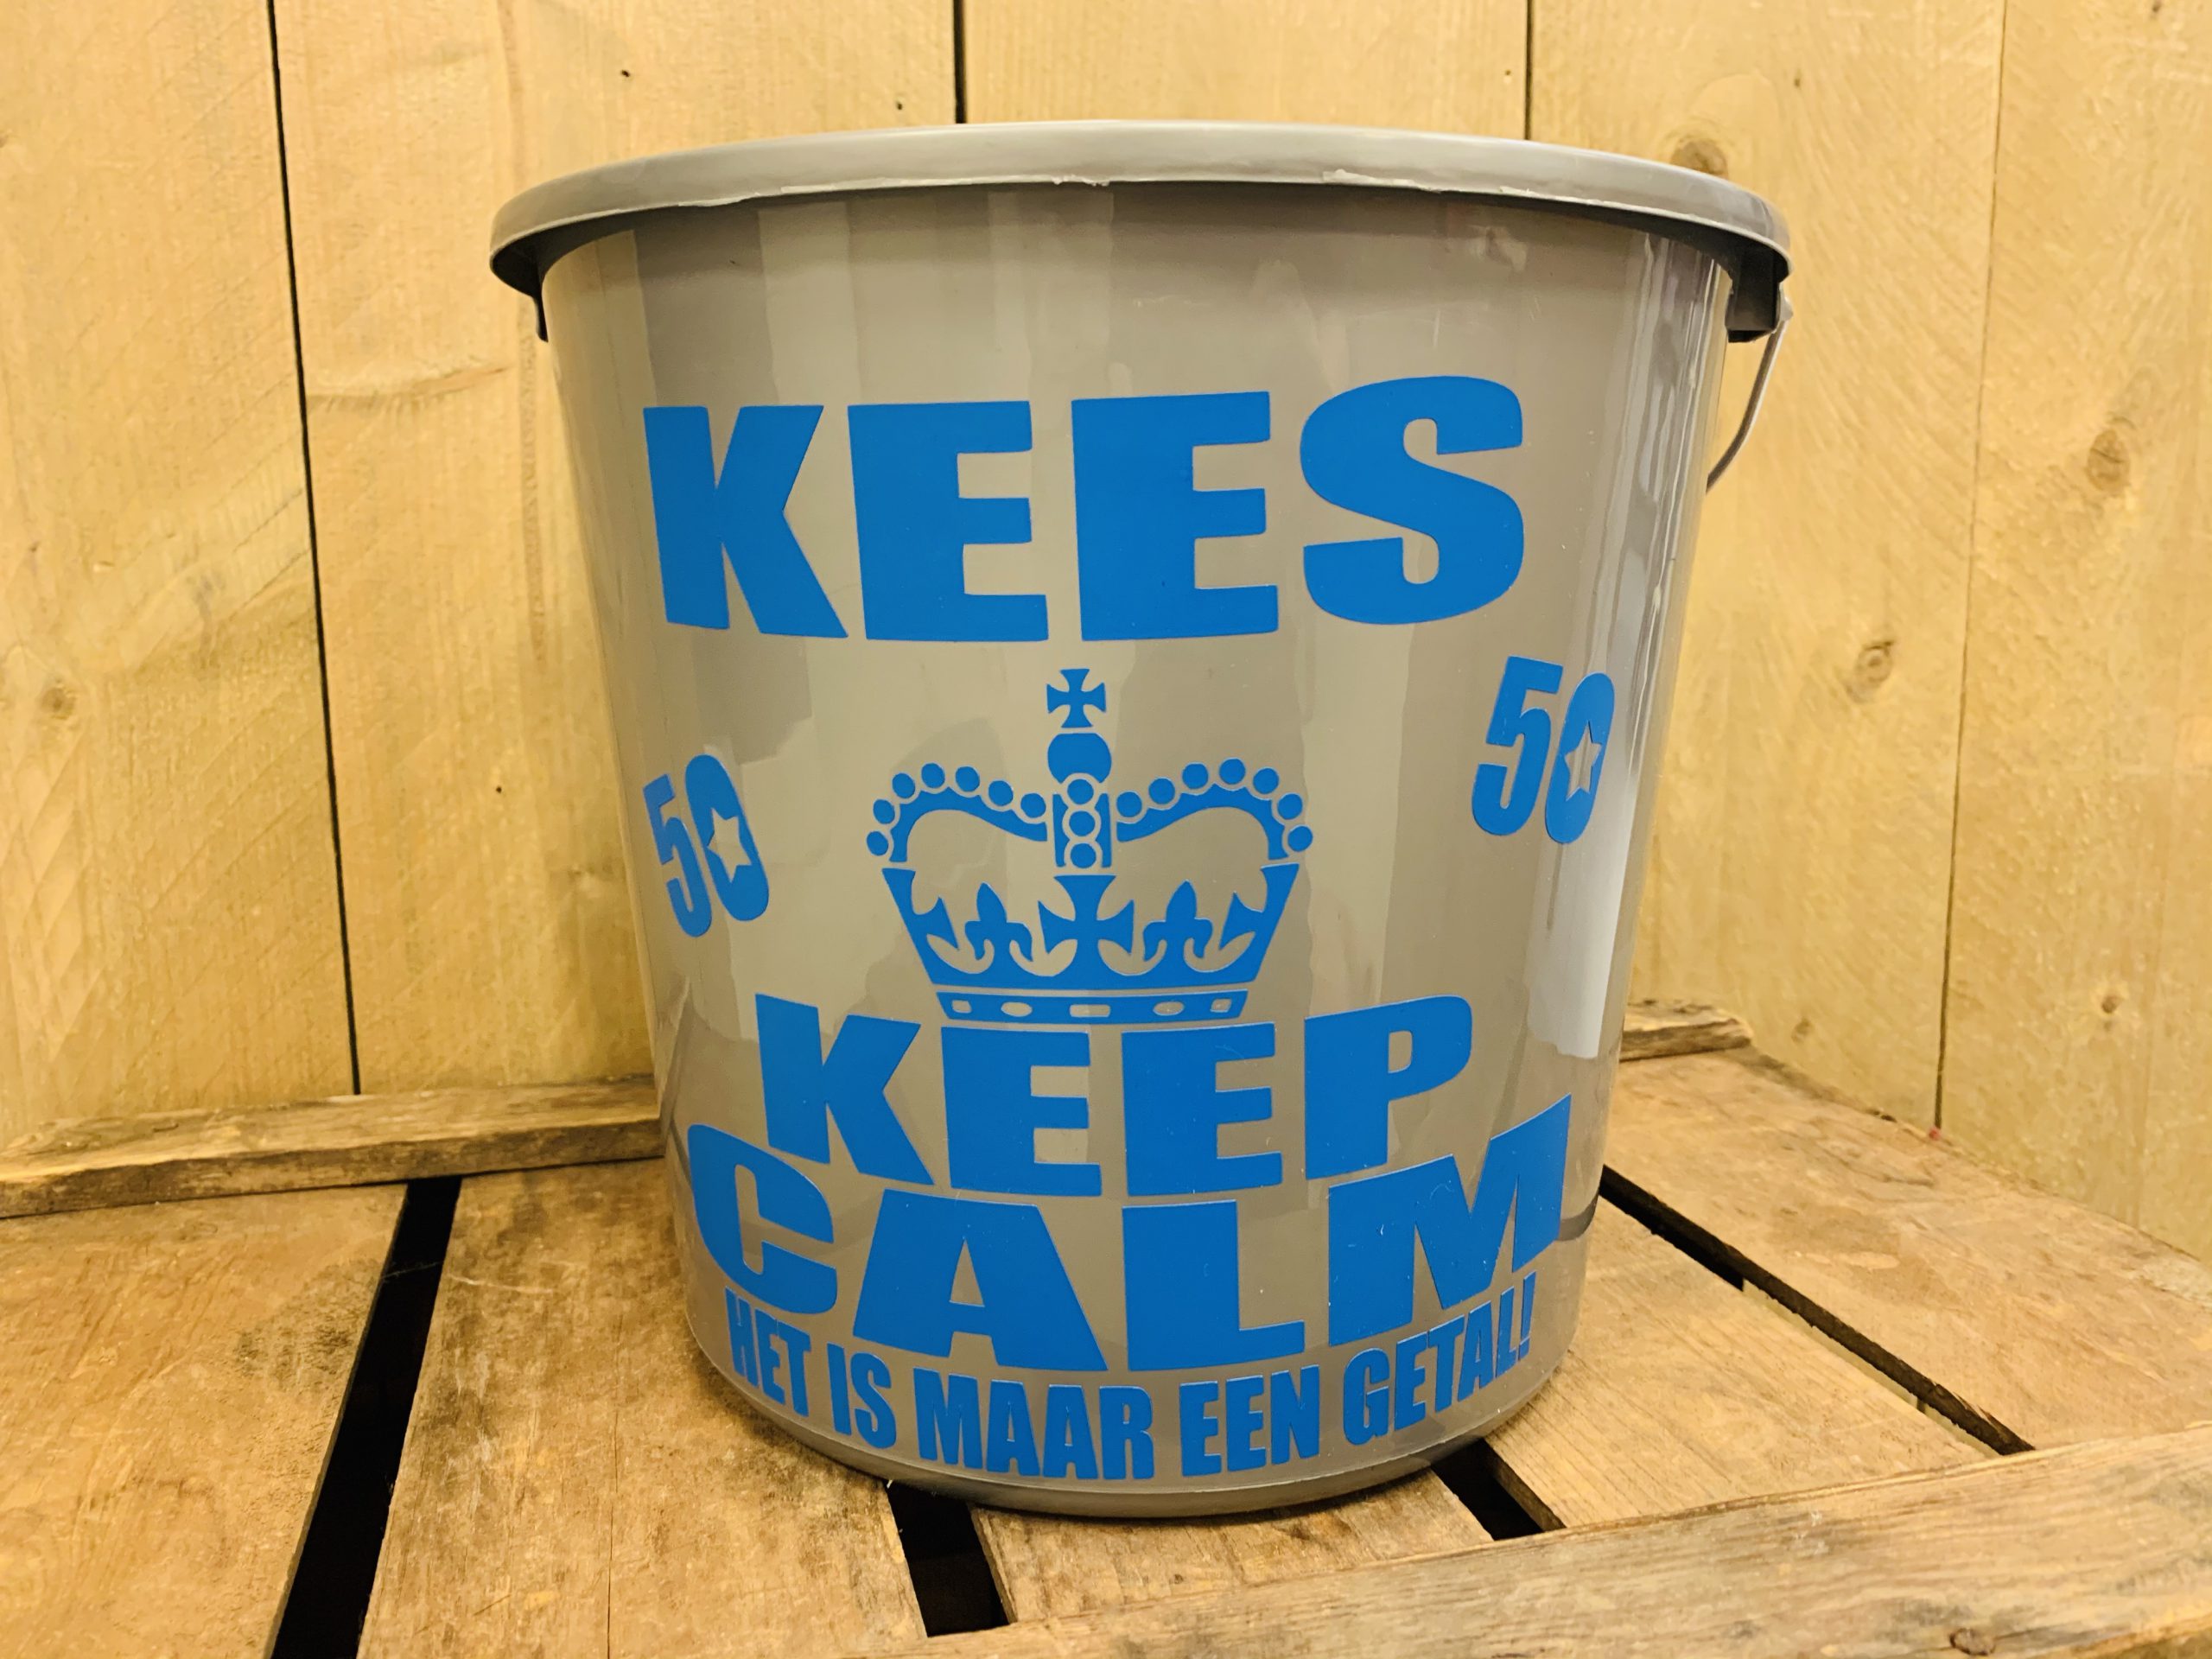 KEES
50
50
KEEP
CALM
HET IS MAAR EEN GETAL!